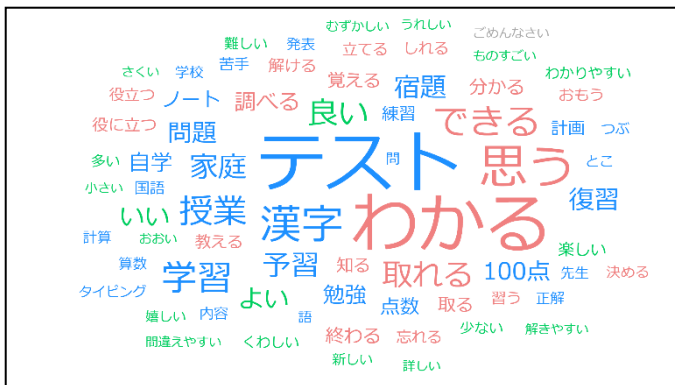 むずかしい うれしい ごめんなさい
難しい 発表 立てる しれる ものすごい
さくい 学校 苦手 解ける 覚える 宿題 分かる わかりやすい
役立つ ノート 調べる 良い 練習 できる おもう
役に立つ 問題 計画 つぶ
多い 自学 家庭 テスト 問 思う とこ
小さい 国語 復習
いい 授業 漢字 わかる
計算 おおい 教える 楽しい
算数 予習 知る 取れる 100点 先生 決める
タイピング 学習 よい 勉強 点数 取る 習う 正解
嬉しい 内容 語 少ない 解きやすい
間違えやすい くわしい 終わる 忘れる
新しい 詳しい